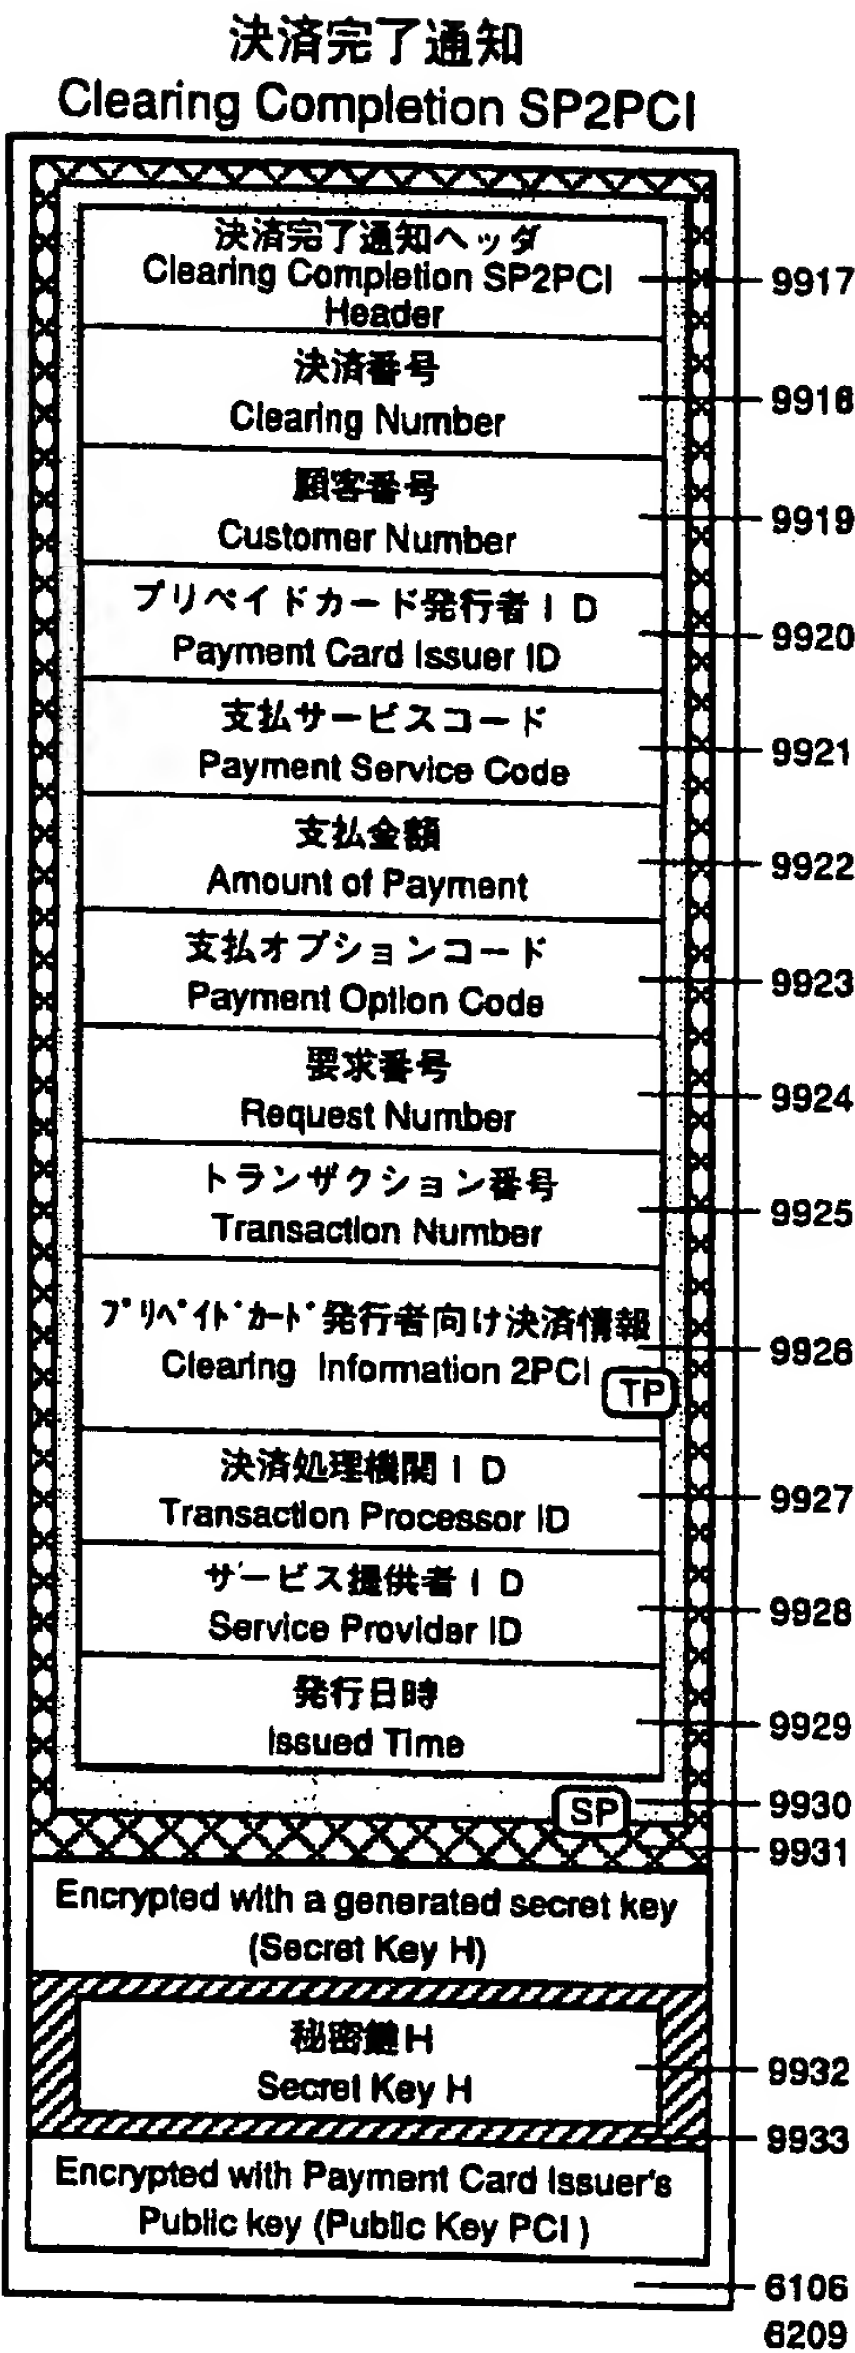 決済完了通知
Clearing Completion SP2PCI
決済完了通知ヘッダ
Clearing Completion SP2PCI
Header
9917
決済番号
Clearing Number
9918
顧客番号
Customer Number
9919
プリペイドカード発行者ID
Payment Card Issuer ID
9920
支払サービスコード
Payment Service Code
9921
支払金額
Amount of Payment
9922
支払オプションコード
Payment Option Code
9923
要求番号
Request Number
9924
トランザクション番号
Transaction Number
9925
プリペイドカード発行者向け決済情報
Clearing Information 2PCI
TP
9926
決済処理機関ID
Transaction Processor ID
9927
サービス提供者ID
Service Provider ID
9928
発行日時
Issued Time
9929
SP
9930
9931
Encrypted with a generated secret key
(Secret Key H)
秘密鍵H
Secret Key H
9932
9933
Encrypted with Payment Card Issuer's
Public key (Public Key PCI )
6106
6209